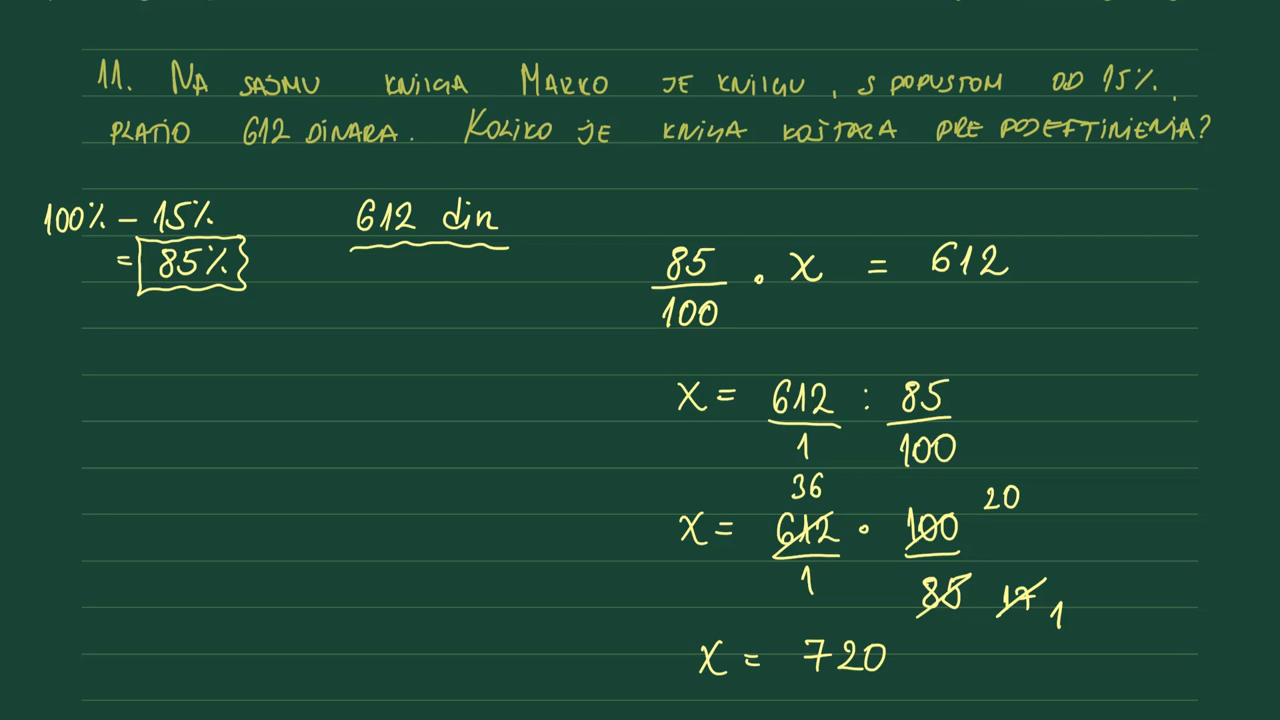 11. NA SAJMU KNJIGA MARKO JE KNJIGU, S POPUSTOM OD 15%,
PLATIO 612 DINARA. KOLIKO JE KNJIGA KOŠTALA PRE POJEFTINJENJA?
100% - 15%
= 85%
612 din
85/100 · x = 612
x = 612/1 : 85/100
36 20
x = 612/1 · 100/85 17 1
x = 720